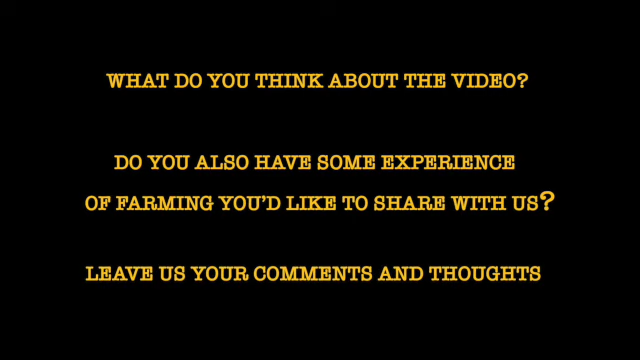 WHAT DO YOU THINK ABOUT THE VIDEO?
DO YOU ALSO HAVE SOME EXPERIENCE
OF FARMING YOU'D LIKE TO SHARE WITH US?
LEAVE US YOUR COMMENTS AND THOUGHTS